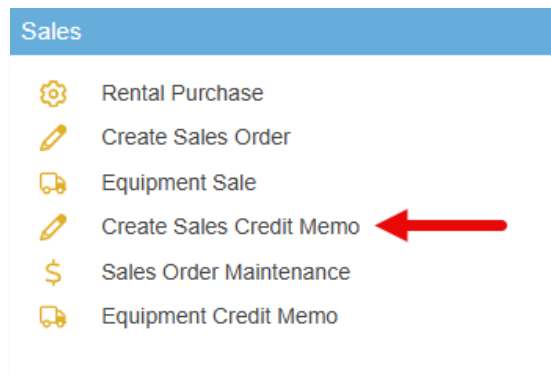 Sales
Rental Purchase
Create Sales Order
Equipment Sale
Create Sales Credit Memo
$ Sales Order Maintenance
Equipment Credit Memo